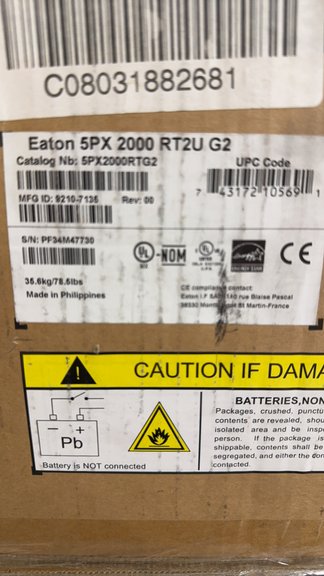 C08031882681
Eaton 5PX 2000 RT2U G2
Catalog Nb: 5PX2000RTG2
UPC Code
7 43172 10569 1
MFG ID: 9210-7135 Rev: 00
S/N: PF34M47730
UL
NOM
UL
CE
35.6kg/78.5lbs
Made in Philippines
CE compliance contact:
Eaton I.F SAS 110 rue Blaise Pascal
St Martin-France
CAUTION IF DAMA
BATTERIES,NON
Packages, crushed, punctu
contents are revealed, shou
isolated area and be insp
person. If the package is
shippable, contents shall b
segregated, and either the con
contacted.
− +
Pb
Battery is NOT connected